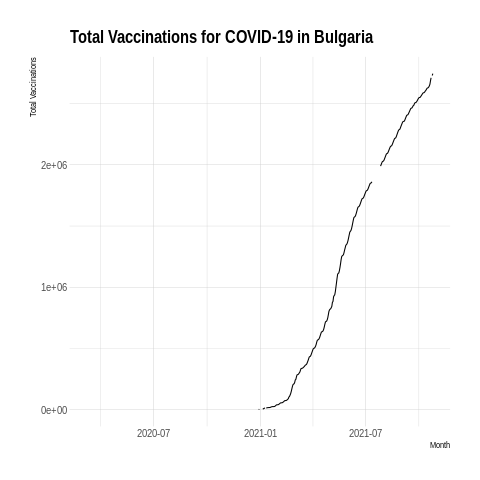 Total Vaccinations for COVID-19 in Bulgaria
Total Vaccinations
2e+06
1e+06
0e+00
2020-07
2021-01
2021-07
Month